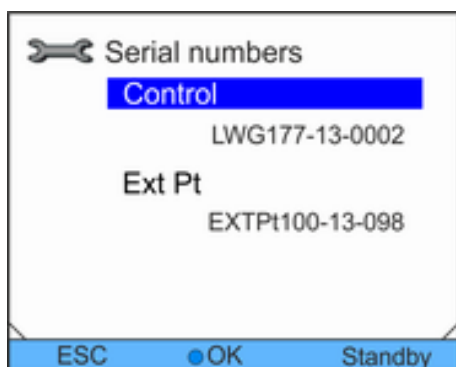 Serial numbers
Control
LWG177-13-0002
Ext Pt
EXTPt100-13-098
ESC OK Standby